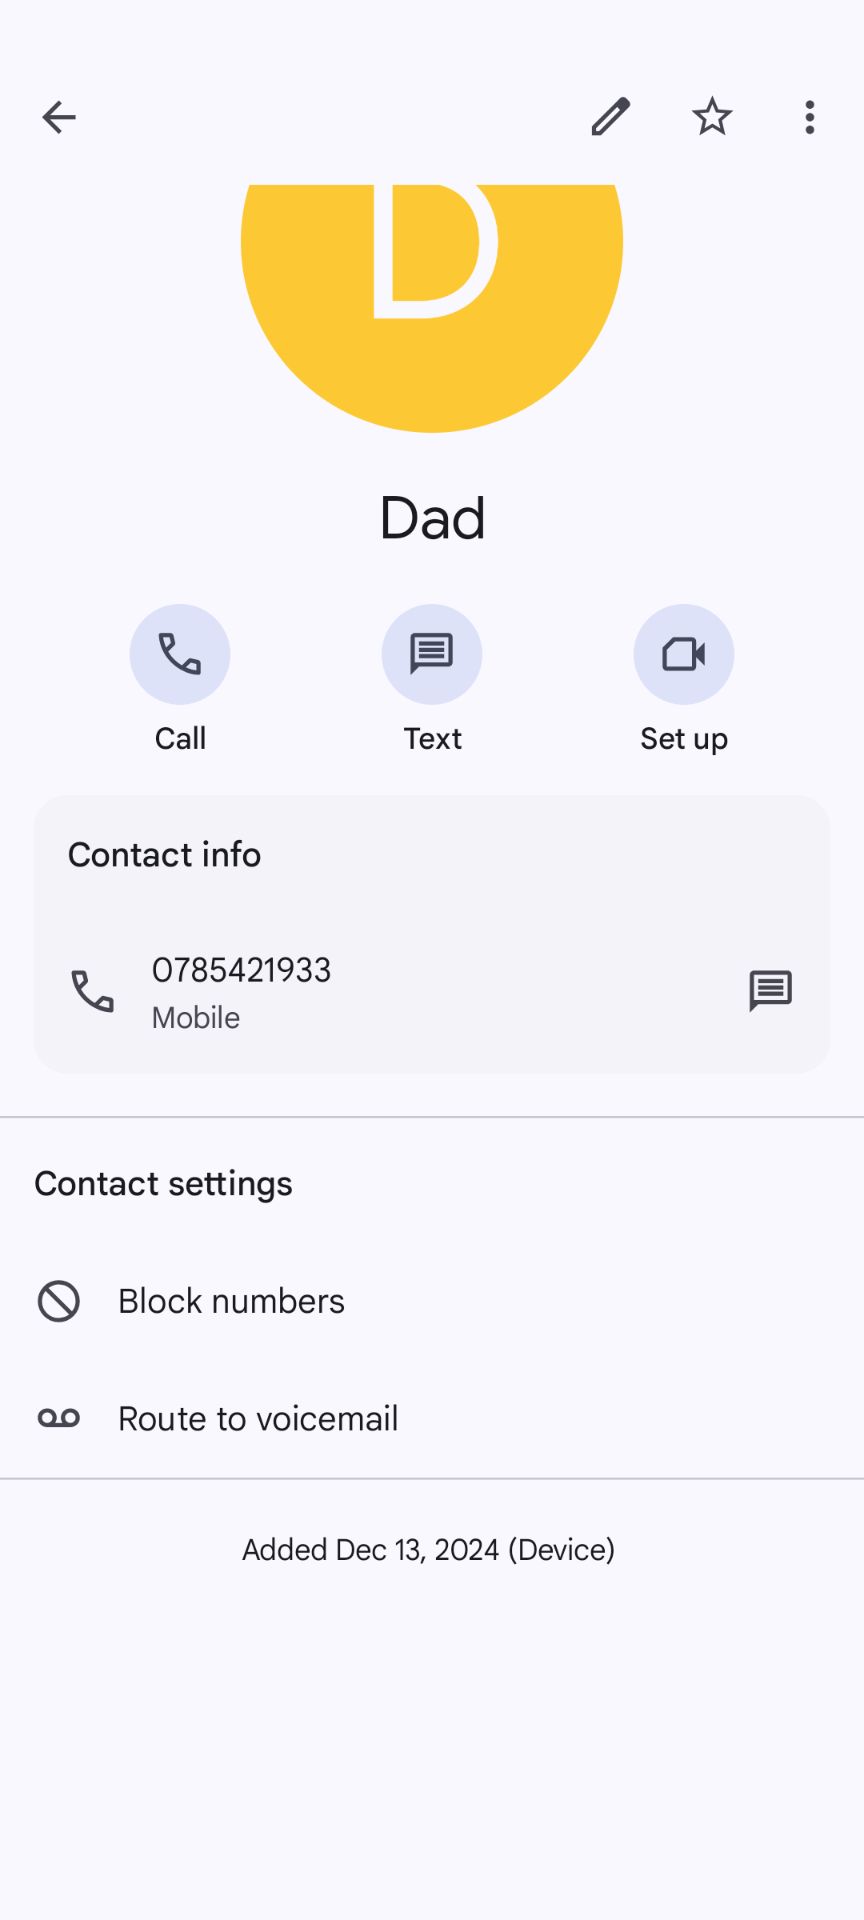 D
Dad
Call
Text
Set up
Contact info
0785421933
Mobile
Contact settings
Block numbers
Route to voicemail
Added Dec 13, 2024 (Device)